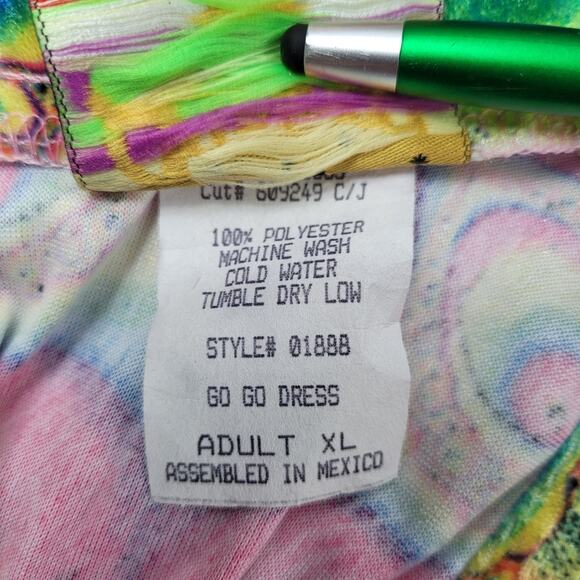 Cut# 609249 C/J
100% POLYESTER
MACHINE WASH
COLD WATER
TUMBLE DRY LOW
STYLE# 01888
GO GO DRESS
ADULT XL
ASSEMBLED IN MEXICO